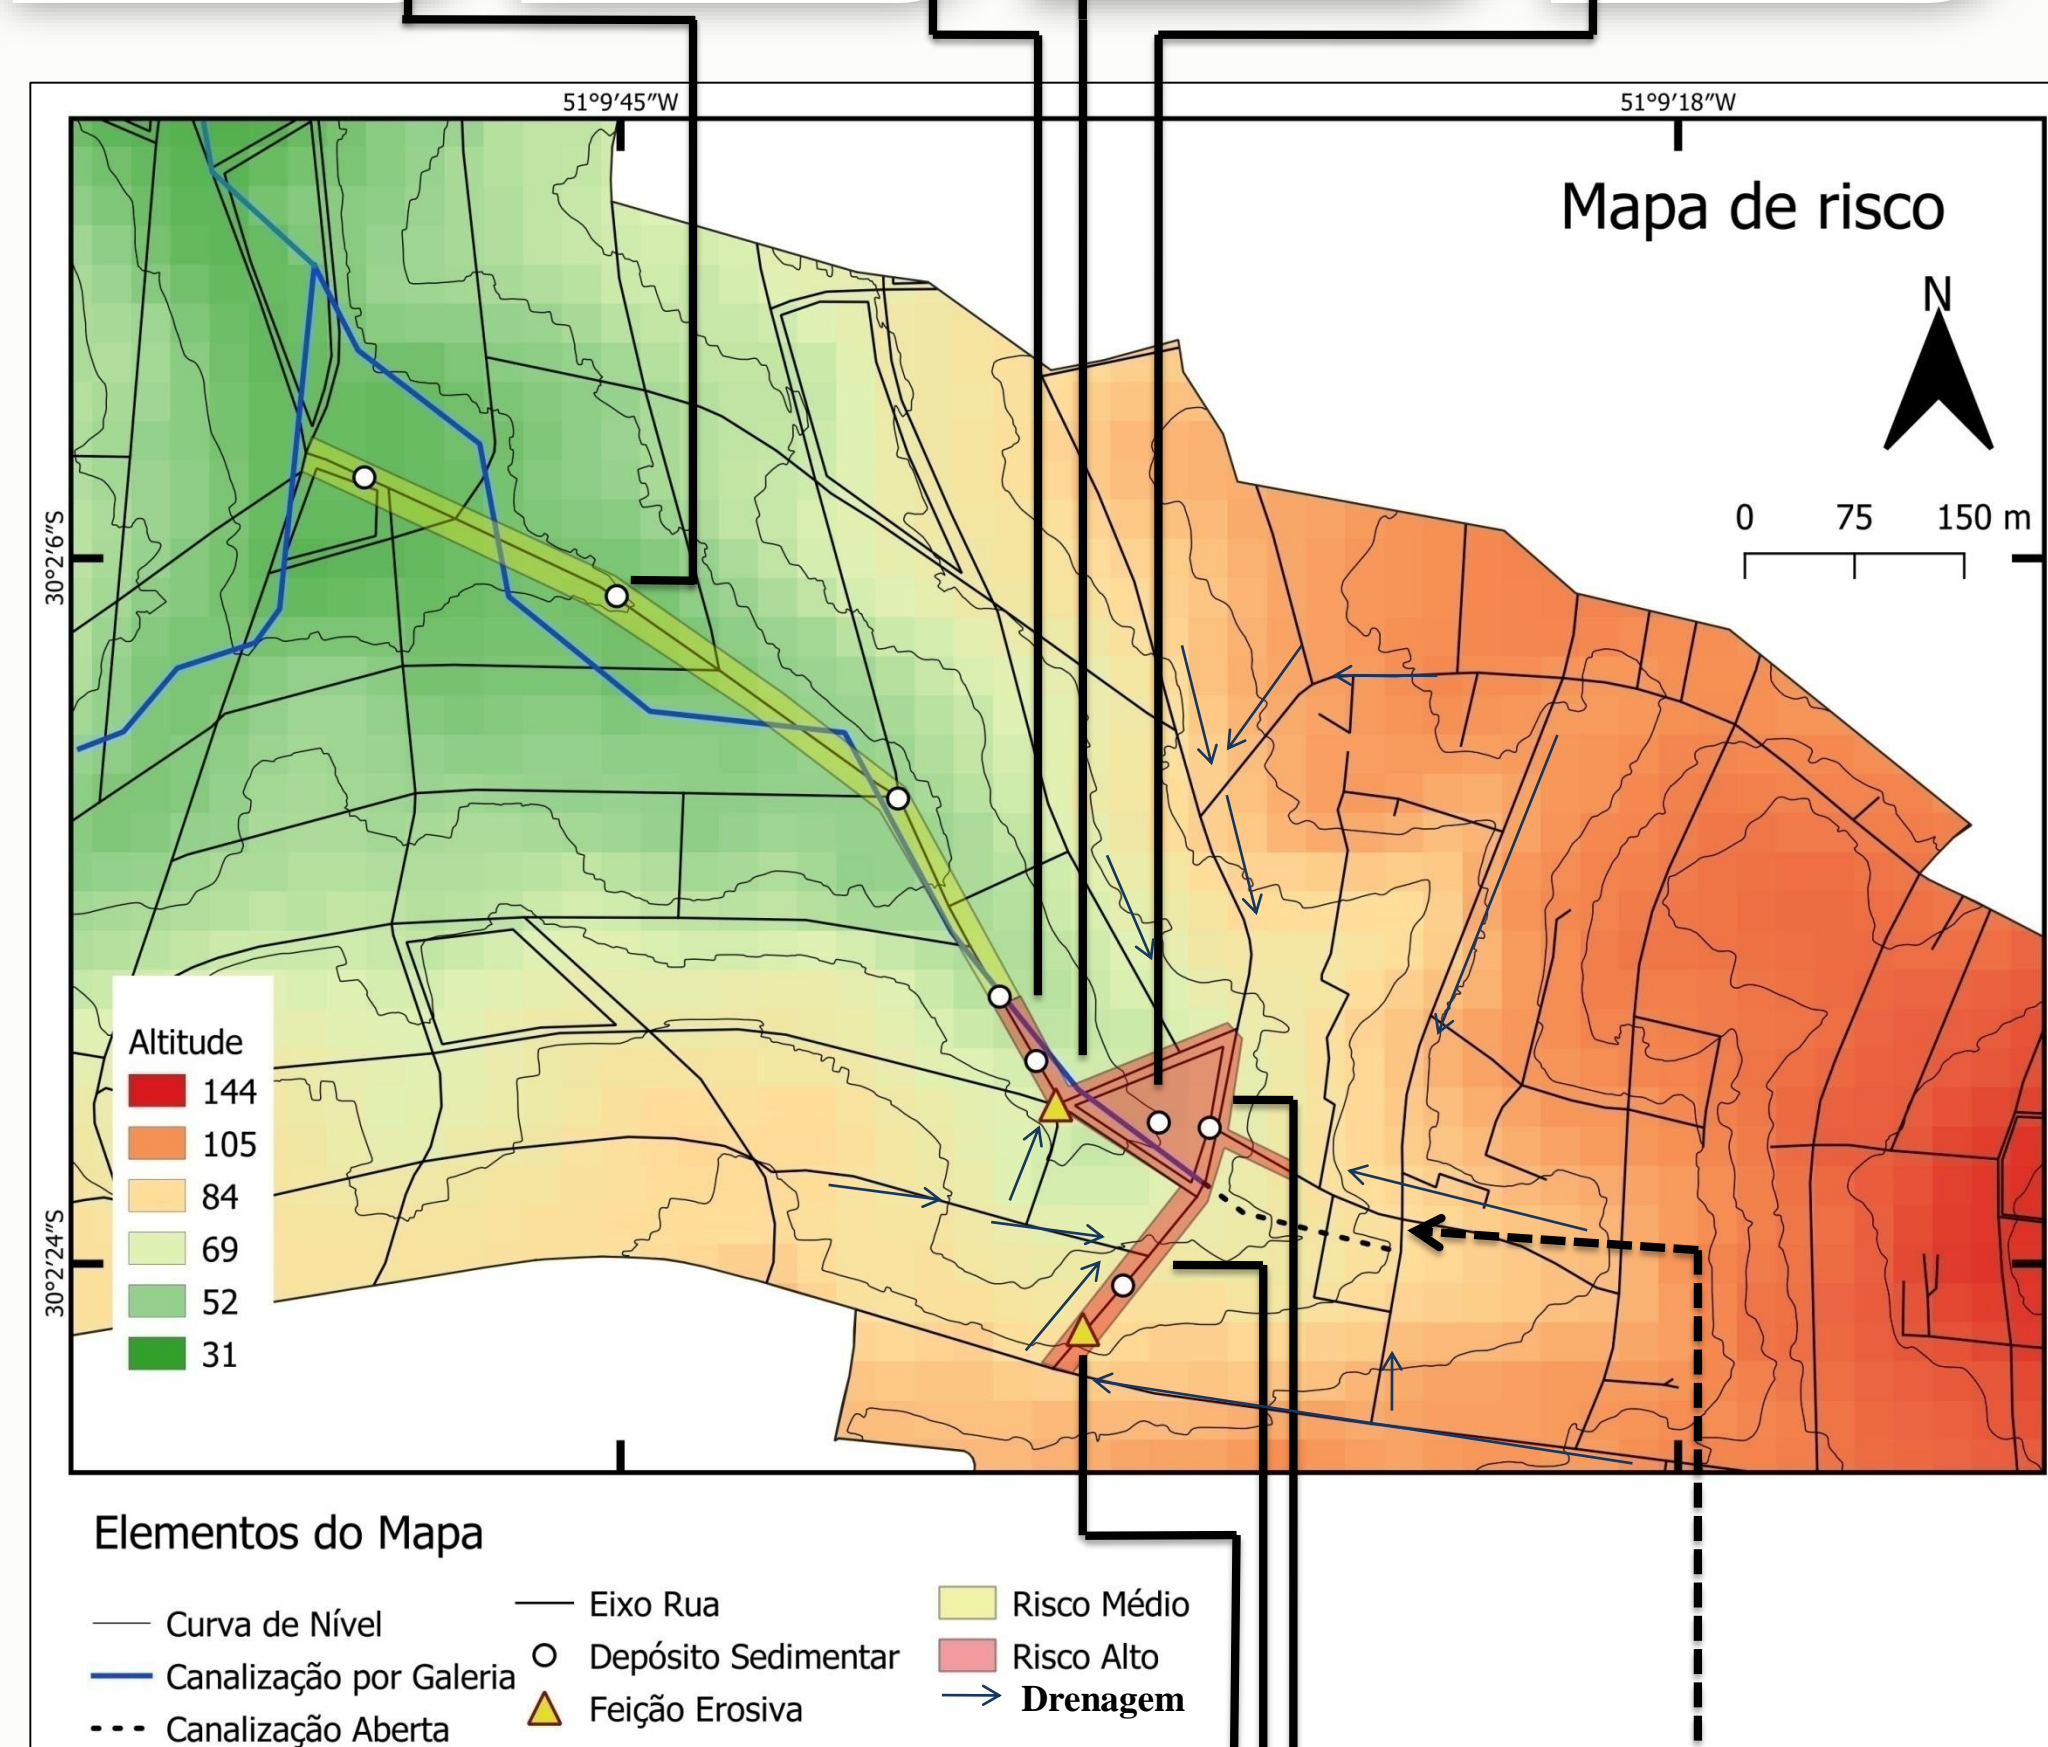 51°9'45"W
51°9'18"W
Mapa de risco
N
0 75 150 m
30°2'6"S
30°2'24"S
Altitude
144
105
84
69
52
31
Elementos do Mapa
Curva de Nível
Canalização por Galeria
Canalização Aberta
Eixo Rua
Depósito Sedimentar
Feição Erosiva
Risco Médio
Risco Alto
Drenagem